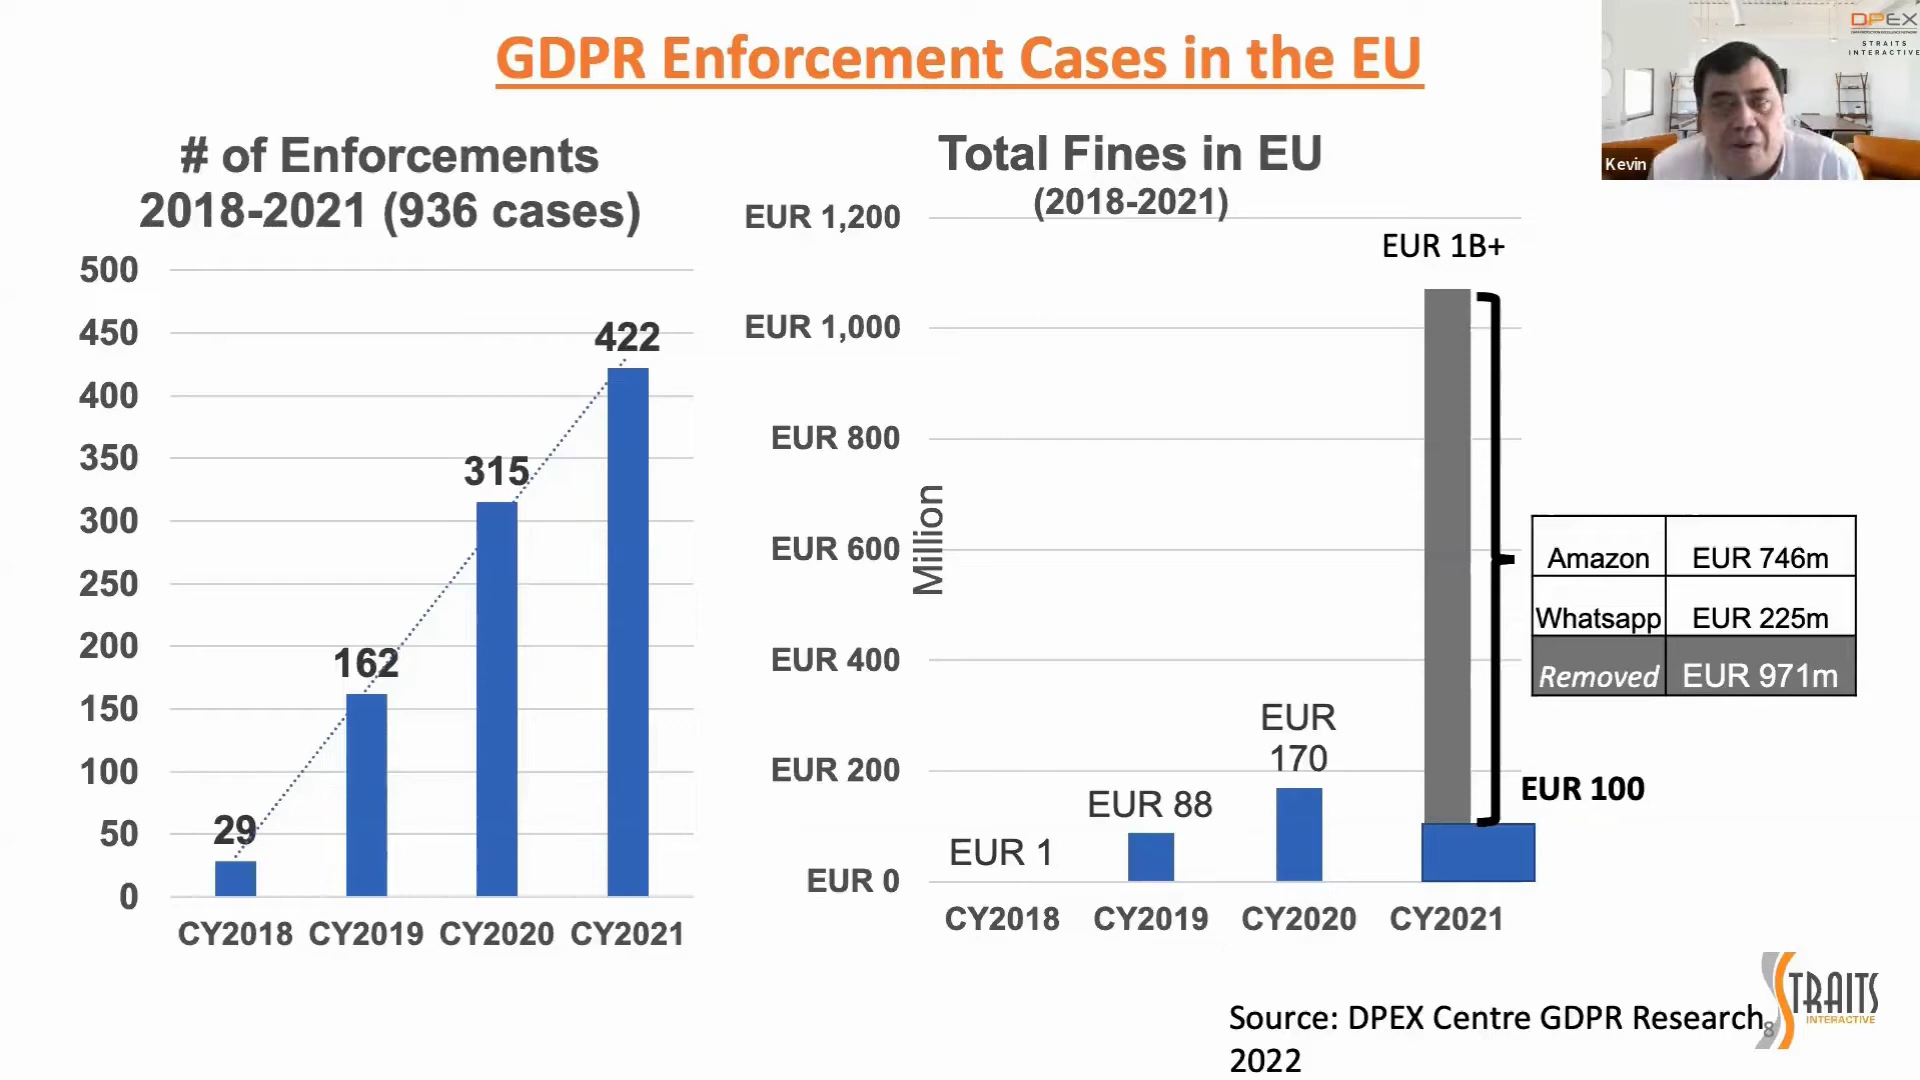 GDPR Enforcement Cases in the EU
DPEX
STRAITS
INTERACTIVE
Kevin
# of Enforcements
2018-2021 (936 cases)
500
450
400
350
300
250
200
150
100
50
0
29
162
315
422
CY2018 CY2019 CY2020 CY2021
Total Fines in EU
(2018-2021)
EUR 1,200
EUR 1,000
EUR 800
EUR 600
EUR 400
EUR 200
EUR 0
Million
EUR 1
EUR 88
EUR
170
EUR 1B+
EUR 100
CY2018 CY2019 CY2020 CY2021
Amazon EUR 746m
Whatsapp EUR 225m
Removed EUR 971m
Source: DPEX Centre GDPR Research
2022
8
STRAITS
INTERACTIVE